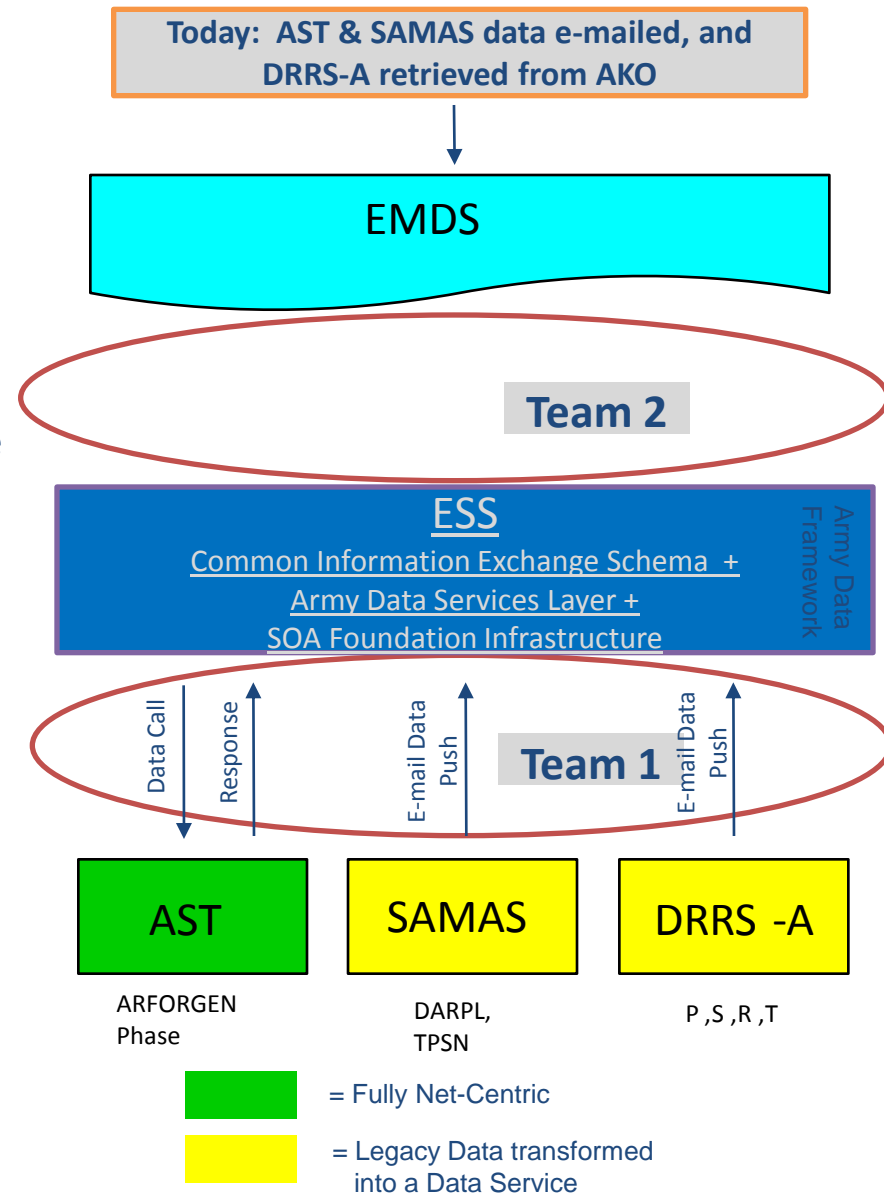 Today:  AST & SAMAS data e-mailed, and
DRRS-A retrieved from AKO
EMDS
Team 2
ESS
Common Information Exchange Schema  +
Army Data Services Layer +
SOA Foundation Infrastructure
Army Data
Framework
Data Call
Response
E-mail Data
Push
Team 1
E-mail Data
Push
AST
SAMAS
DRRS -A
ARFORGEN
Phase
DARPL,
TPSN
P ,S ,R ,T
= Fully Net-Centric
= Legacy Data transformed
into a Data Service